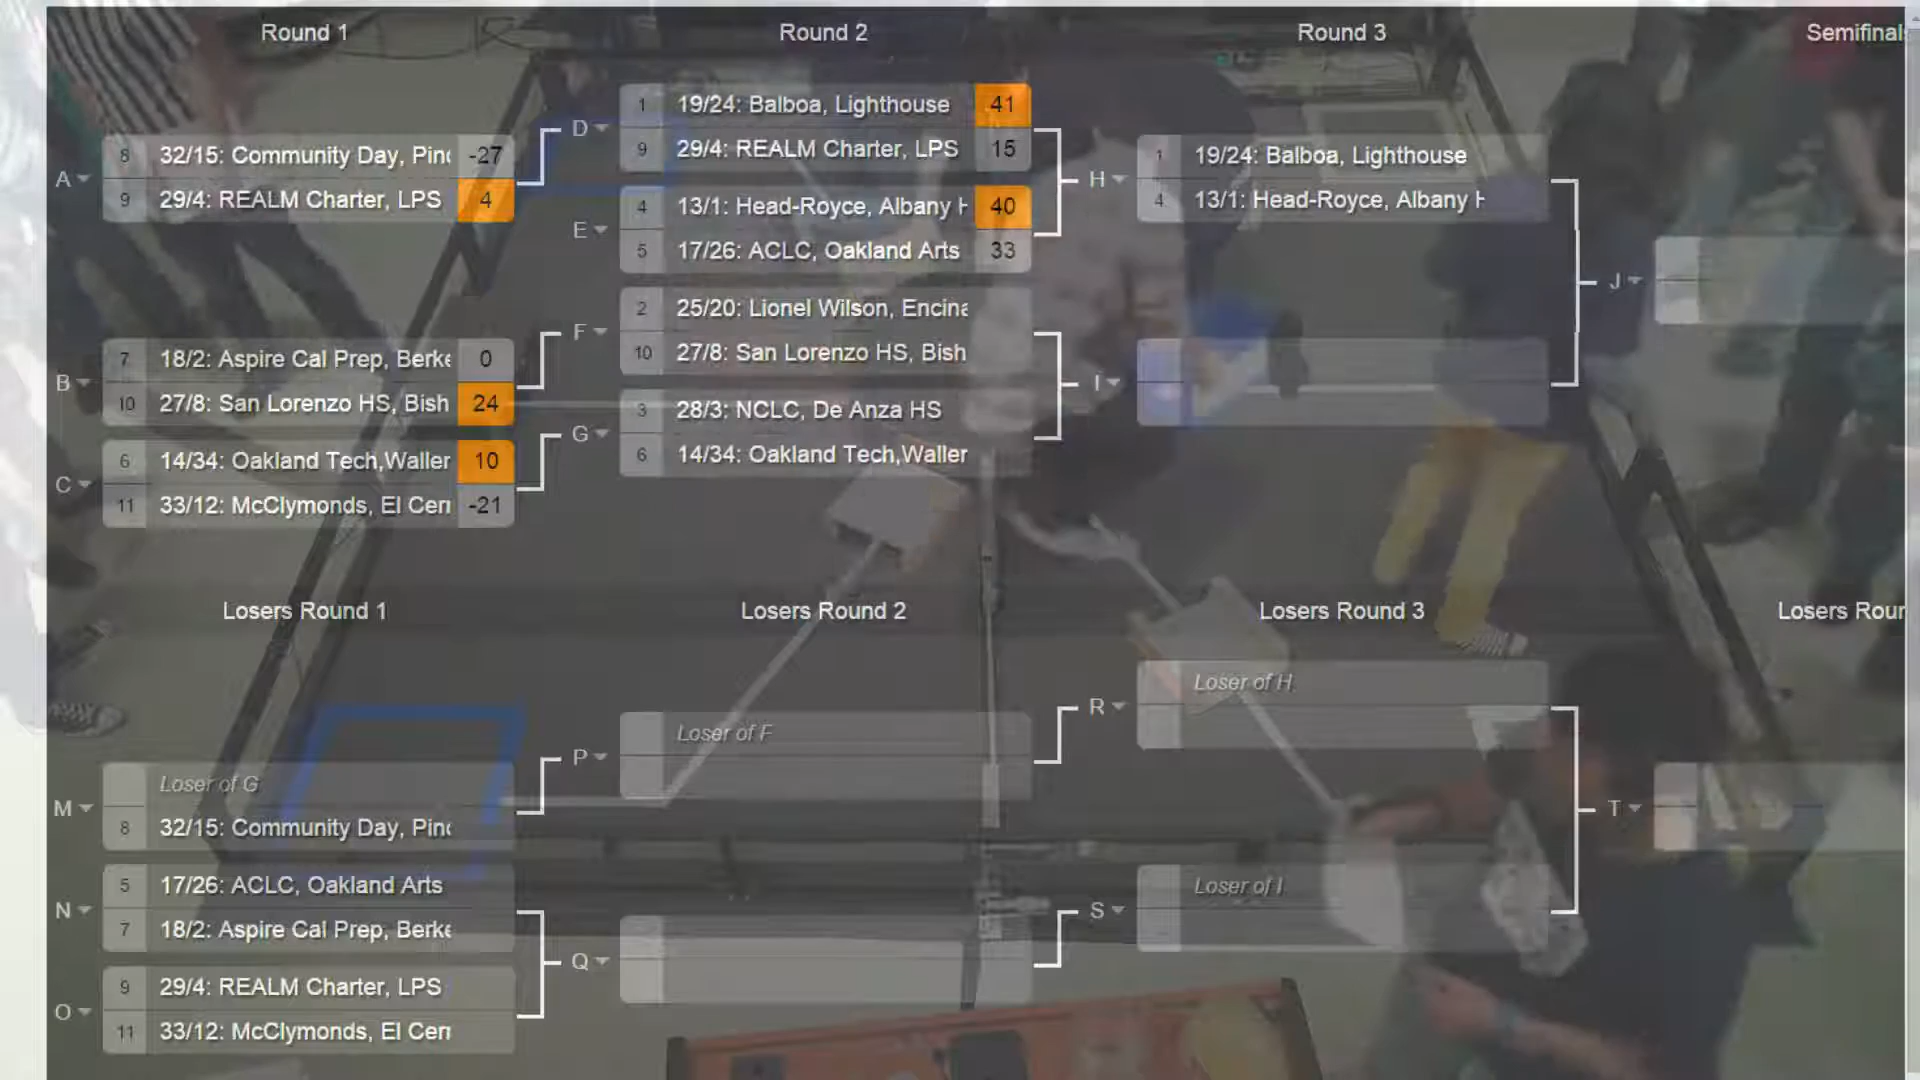 Round 1
Round 2
Round 3
Semifinal
A
8 32/15: Community Day, Pin -27
9 29/4: REALM Charter, LPS 4
B
7 18/2: Aspire Cal Prep, Berke 0
10 27/8: San Lorenzo HS, Bish 24
C
6 14/34: Oakland Tech,Waller 10
11 33/12: McClymonds, El Cerr -21
D
1 19/24: Balboa, Lighthouse 41
9 29/4: REALM Charter, LPS 15
E
4 13/1: Head-Royce, Albany H 40
5 17/26: ACLC, Oakland Arts 33
F
2 25/20: Lionel Wilson, Encina
10 27/8: San Lorenzo HS, Bish
G
3 28/3: NCLC, De Anza HS
6 14/34: Oakland Tech,Waller
H
1 19/24: Balboa, Lighthouse
4 13/1: Head-Royce, Albany H
I
J
Losers Round 1
Losers Round 2
Losers Round 3
Losers Rour
M
Loser of G
8 32/15: Community Day, Pin
N
5 17/26: ACLC, Oakland Arts
7 18/2: Aspire Cal Prep, Berke
O
9 29/4: REALM Charter, LPS
11 33/12: McClymonds, El Cerr
P
Loser of F
Q
R
Loser of H
S
Loser of I
T